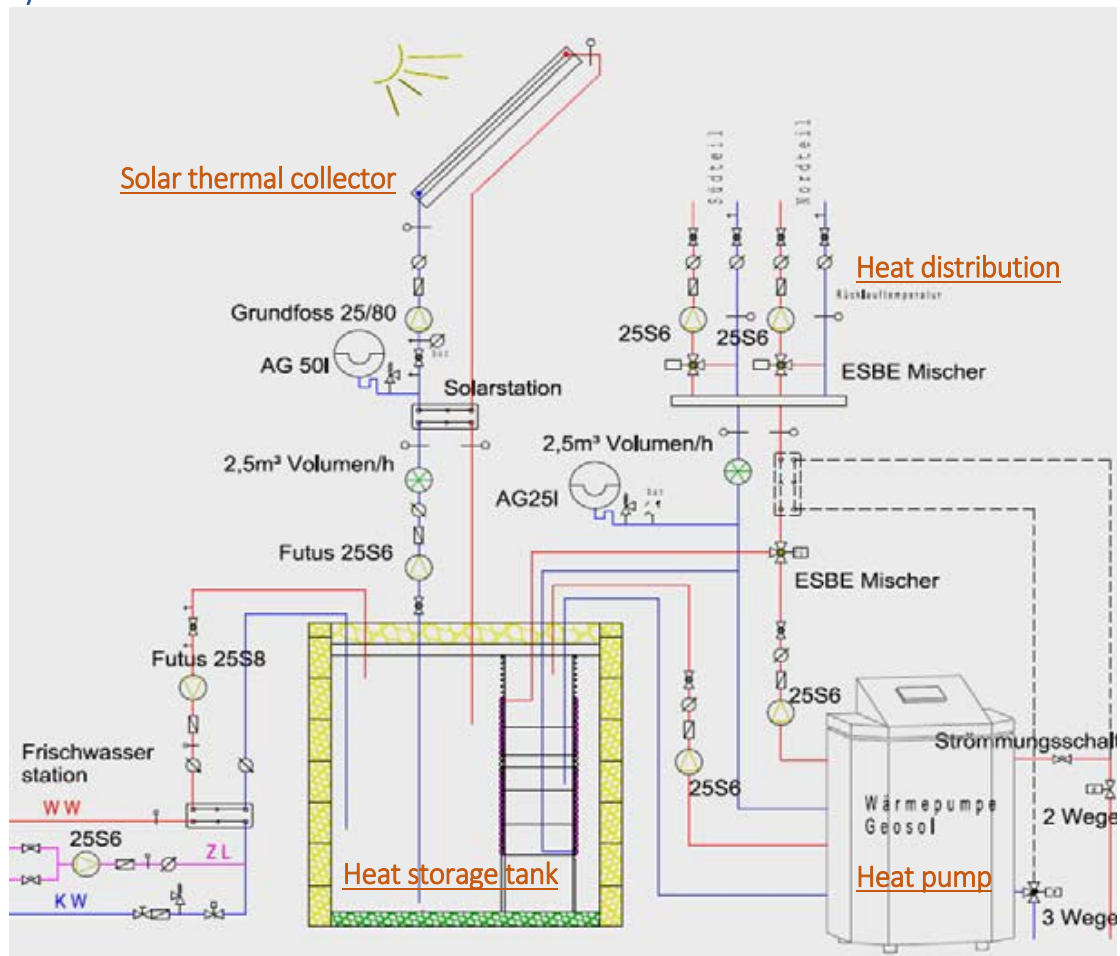 Solar thermal collector
Südteil
Nordteil
Heat distribution
Rücklauftemperatur
Grundfoss 25/80
25S6
25S6
AG 50l
ESBE Mischer
Solarstation
2,5m³ Volumen/h
2,5m³ Volumen/h
AG25l
Futus 25S6
ESBE Mischer
Futus 25S8
25S6
Strömmungsschalt
Frischwasser
station
25S6
Wärmepumpe
Geosol
2 Wege
WW
25S6
ZL
Heat storage tank
Heat pump
KW
3 Wege